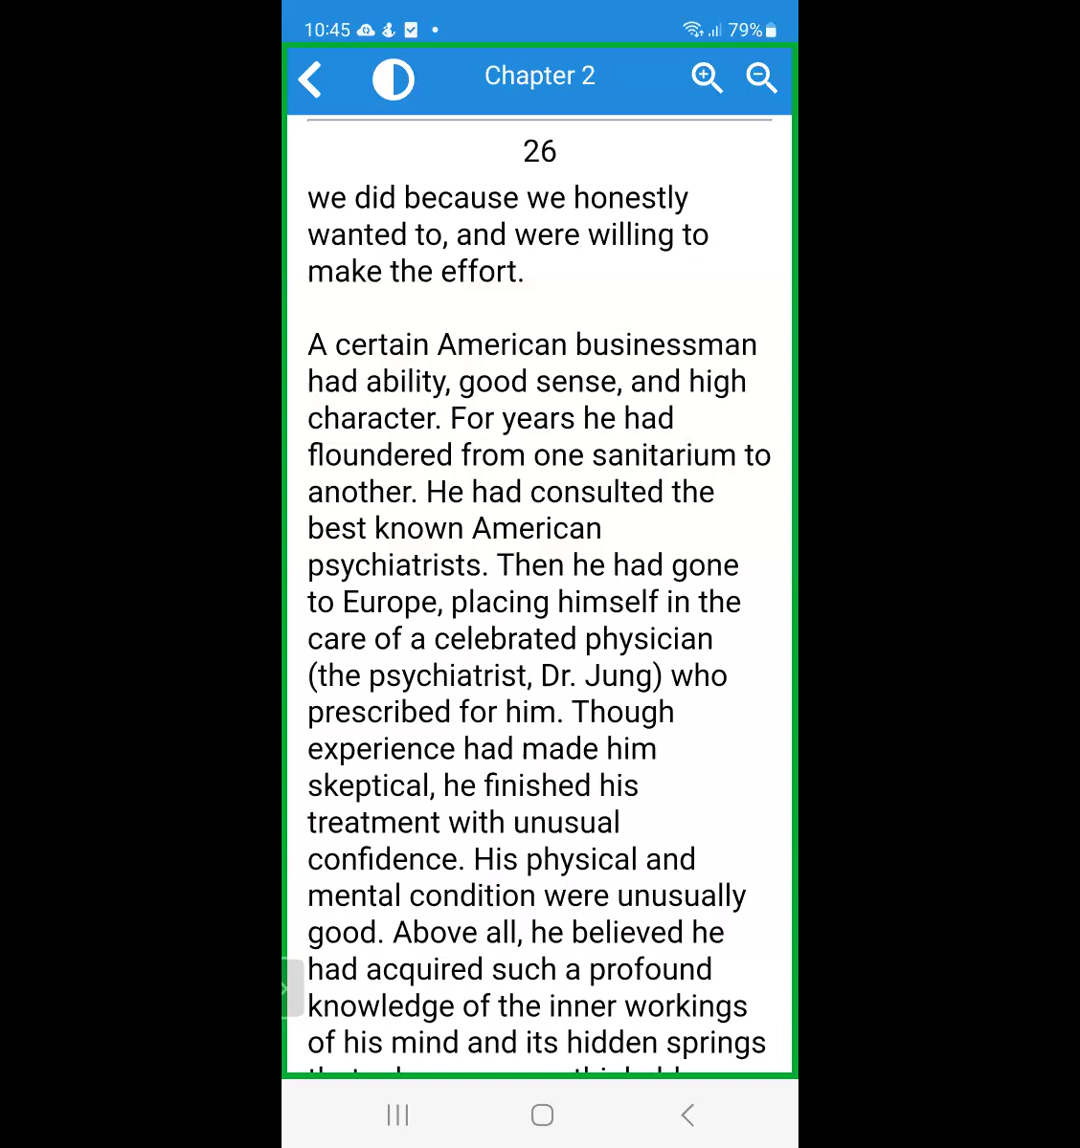 10:45 79%
Chapter 2
26
we did because we honestly
wanted to, and were willing to
make the effort.
A certain American businessman
had ability, good sense, and high
character. For years he had
floundered from one sanitarium to
another. He had consulted the
best known American
psychiatrists. Then he had gone
to Europe, placing himself in the
care of a celebrated physician
(the psychiatrist, Dr. Jung) who
prescribed for him. Though
experience had made him
skeptical, he finished his
treatment with unusual
confidence. His physical and
mental condition were unusually
good. Above all, he believed he
had acquired such a profound
knowledge of the inner workings
of his mind and its hidden springs